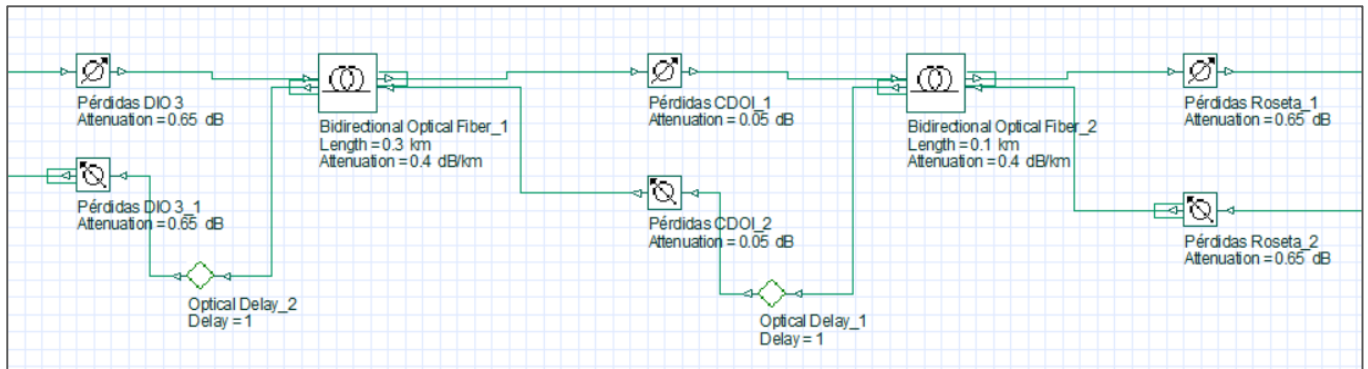 Pérdidas DIO 3
Attenuation = 0.65 dB
Bidirectional Optical Fiber_1
Length = 0.3 km
Attenuation = 0.4 dB/km
Pérdidas CDOI_1
Attenuation = 0.05 dB
Bidirectional Optical Fiber_2
Length = 0.1 km
Attenuation = 0.4 dB/km
Pérdidas Roseta_1
Attenuation = 0.65 dB
Pérdidas DIO 3_1
Attenuation = 0.65 dB
Pérdidas CDOI_2
Attenuation = 0.05 dB
Pérdidas Roseta_2
Attenuation = 0.65 dB
Optical Delay_2
Delay = 1
Optical Delay_1
Delay = 1